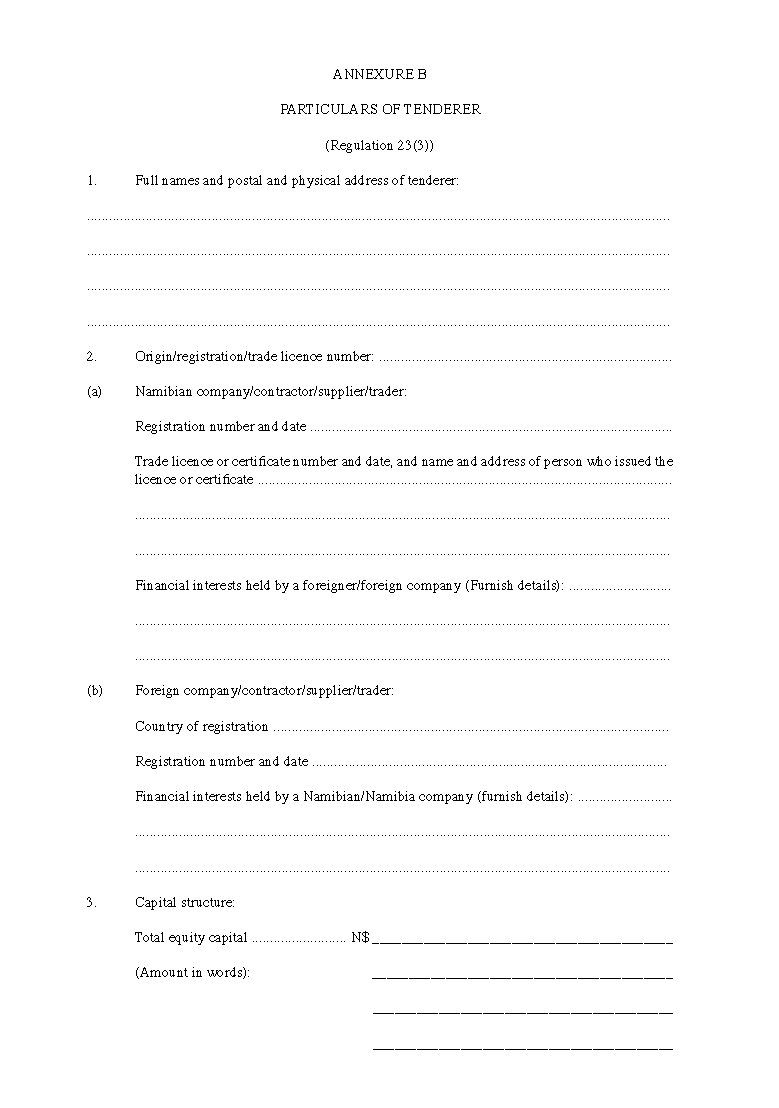 ANNEXURE B
PARTICULARS OF TENDERER
(Regulation 23(3))
1. Full names and postal and physical address of tenderer:
................................................................................................................................................................
................................................................................................................................................................
................................................................................................................................................................
................................................................................................................................................................
2. Origin/registration/trade licence number: ................................................................................
(a) Namibian company/contractor/supplier/trader:
Registration number and date ...................................................................................................
Trade licence or certificate number and date, and name and address of person who issued the
licence or certificate .................................................................................................................
...................................................................................................................................................
...................................................................................................................................................
Financial interests held by a foreigner/foreign company (Furnish details): ............................
...................................................................................................................................................
...................................................................................................................................................
(b) Foreign company/contractor/supplier/trader:
Country of registration ............................................................................................................
Registration number and date .................................................................................................
Financial interests held by a Namibian/Namibia company (furnish details): ..........................
...................................................................................................................................................
...................................................................................................................................................
3. Capital structure:
Total equity capital .......................... N$ __________________________________________
(Amount in words): __________________________________________
__________________________________________
__________________________________________